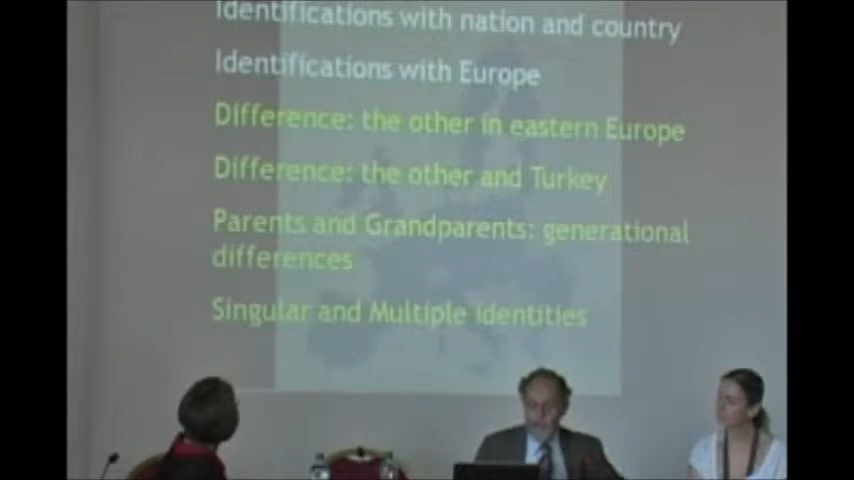 Identifications with nation and country
Identifications with Europe
Difference: the other in eastern Europe
Difference: the other and Turkey
Parents and Grandparents: generational
differences
Singular and Multiple identities